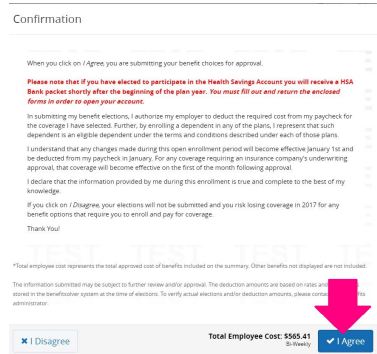 Confirmation
When you click on I Agree, you are submitting your benefit choices for approval.
Please note that if you have elected to participate in the Health Savings Account you will receive a HSA
Bank packet shortly after the beginning of the plan year. You must fill out and return the enclosed
forms in order to open your account.
In submitting my benefit elections, I authorize my employer to deduct the required cost from my paycheck for
the coverage I have selected. Further, by enrolling a dependent in any of the plans, I represent that such
dependent is an eligible dependent under the terms and conditions described under each of those plans.
I understand that any changes made during this open enrollment period will become effective January 1st and
be deducted from my paycheck in January. For any coverage requiring an insurance company's underwriting
approval, that coverage will become effective on the first of the month following approval.
I declare that the information provided by me during this enrollment is true and complete to the best of my
knowledge.
If you click on I Disagree, your elections will not be submitted and you risk losing coverage in 2017 for any
benefit options that require you to enroll and pay for coverage.
Thank You!
TEST TEST TEST TE
*Total employee cost represents the total approved cost of benefits included on the summary. Other benefits not displayed are not included.
The information submitted may be subject to further review and/or approval. The deduction amounts are based on rates and
stored in the benefitsolver system at the time of elections. To verify actual elections and/or deduction amounts, please
administrator.
✖ I Disagree
Total Employee Cost: $565.41
Bi-Weekly
✔ I Agree